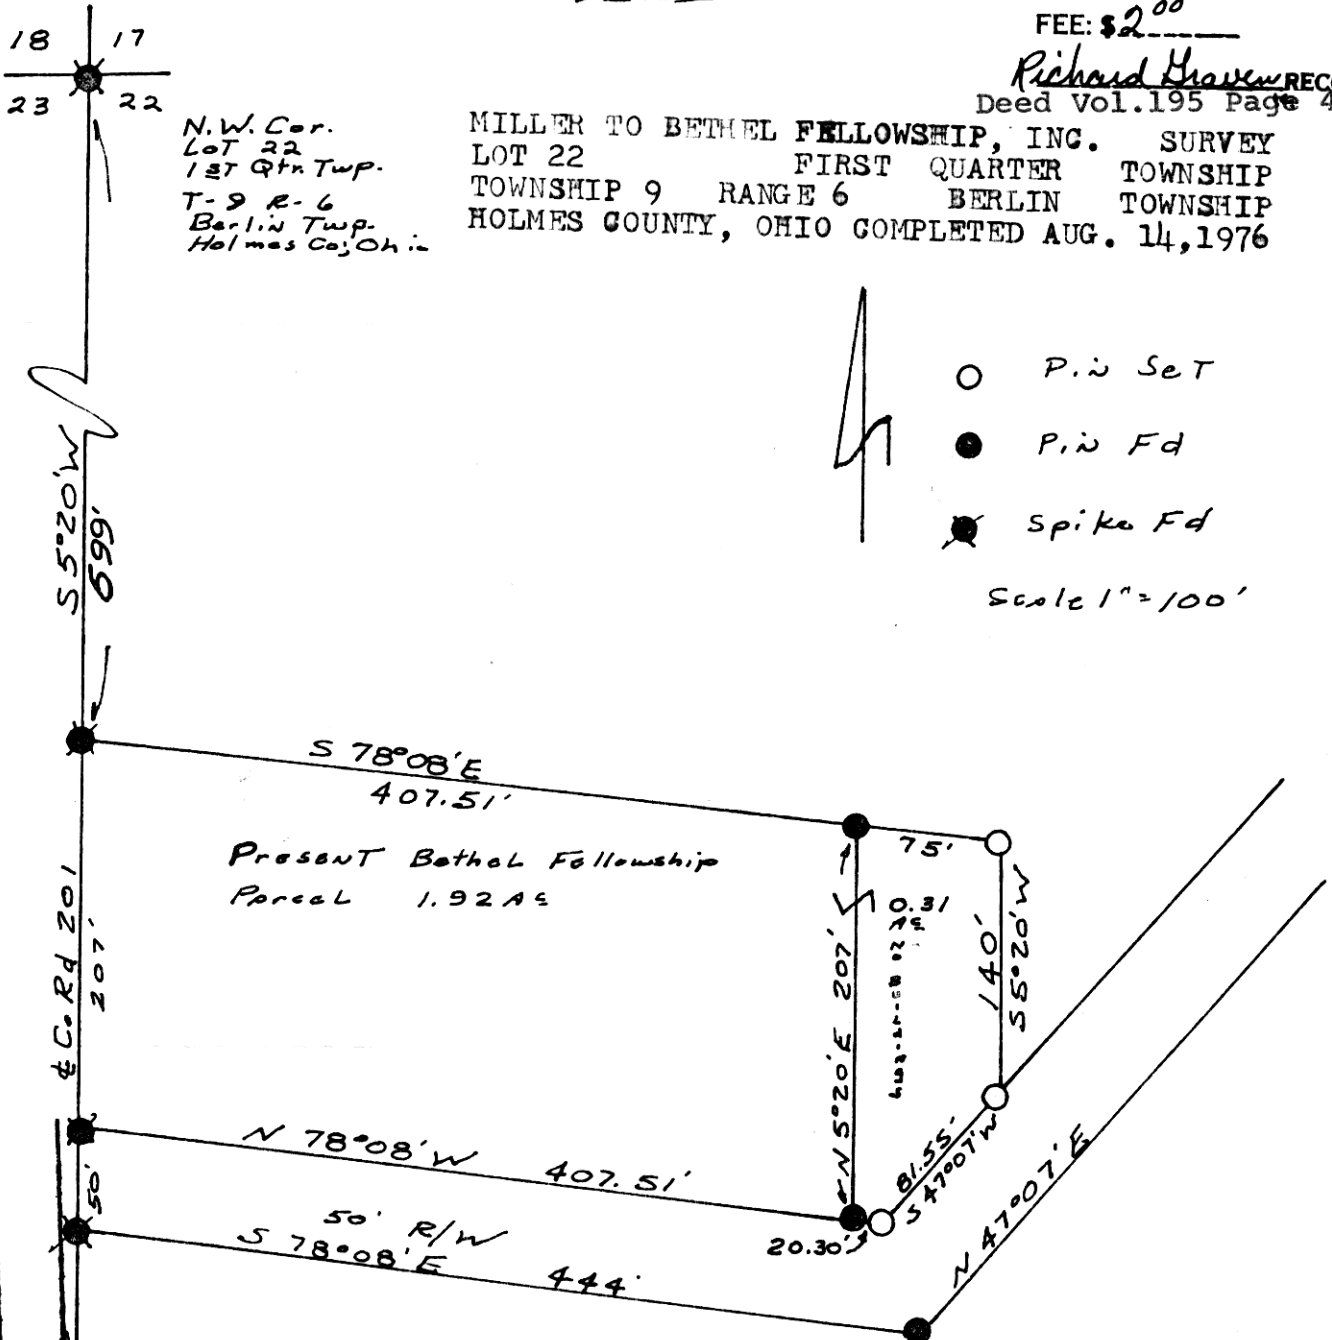 FEE: $2.00
Richard Graven RECO
Deed Vol.195 Page 4
18 17
23 22
N.W. Cor.
LOT 22
1ST Qtr. Twp.
T-9 R-6
Berlin Twp.
Holmes Co; Ohio
MILLER TO BETHEL FELLOWSHIP, INC. SURVEY
LOT 22 FIRST QUARTER TOWNSHIP
TOWNSHIP 9 RANGE 6 BERLIN TOWNSHIP
HOLMES COUNTY, OHIO COMPLETED AUG. 14,1976
Pin Set
Pin Fd
Spike Fd
Scale 1"=100'
S 5°20'W
699'
S 78°08'E
407.51'
75'
Present Bethel Fellowship
Parcel 1.92 Ac
0.31
Ac
140'
S 5°20'W
N 5°20'E 207'
℄ Co. Rd 201
207'
N 78°08'W 407.51'
81.55'
S 47°07'W
20.30'
50'
50' R/W
S 78°08'E 444'
N 47°07'E